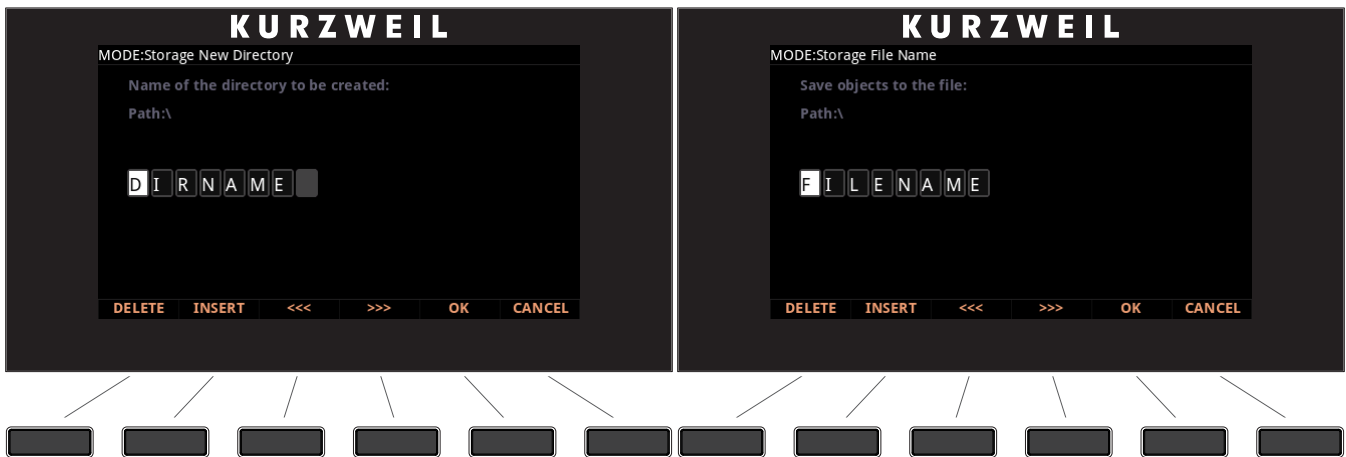 KURZWEIL
MODE:Storage New Directory
Name of the directory to be created:
Path:\
DIRNAME
DELETE INSERT <<< >>> OK CANCEL
KURZWEIL
MODE:Storage File Name
Save objects to the file:
Path:\
FILENAME
DELETE INSERT <<< >>> OK CANCEL